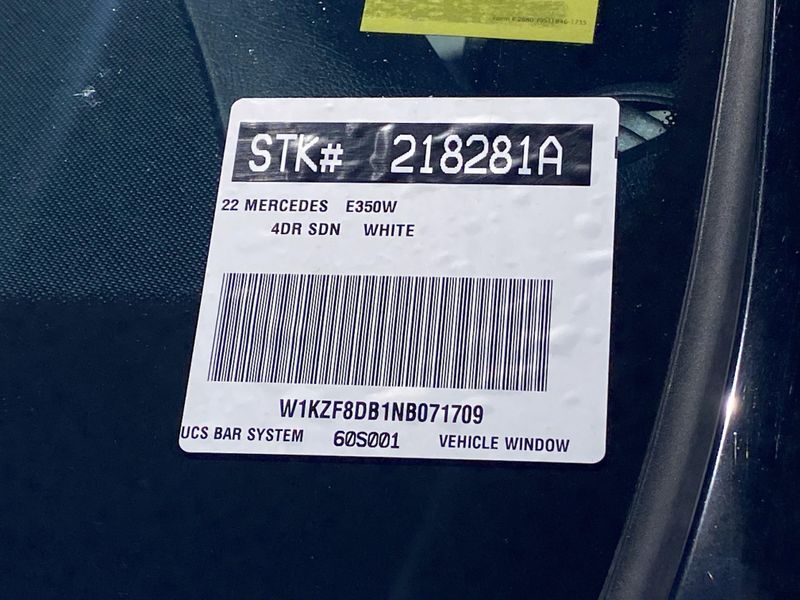 STK# 218281A
22 MERCEDES E350W
4DR SDN WHITE
W1KZF8DB1NB071709
UCS BAR SYSTEM 60S001 VEHICLE WINDOW